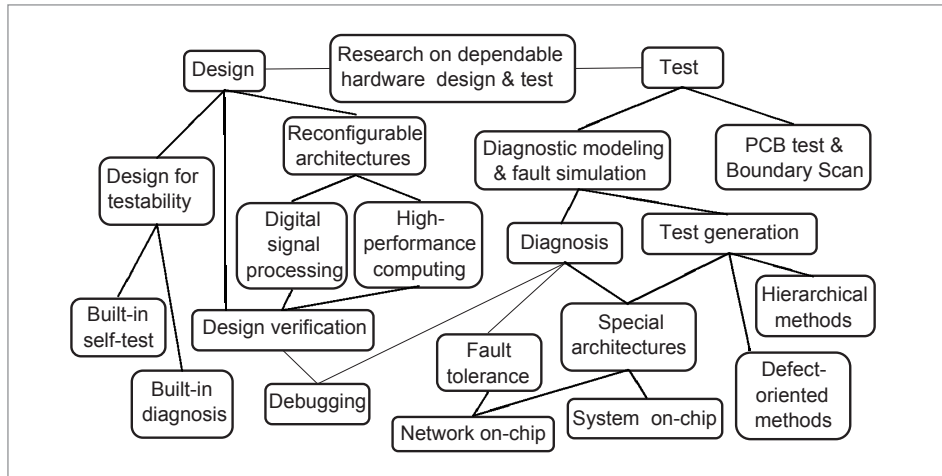 Research on dependable
hardware design & test
Design
Test
Reconfigurable
architectures
Diagnostic modeling
& fault simulation
PCB test &
Boundary Scan
Design for
testability
Digital
signal
processing
High-
performance
computing
Diagnosis
Test generation
Built-in
self-test
Design verification
Special
architectures
Hierarchical
methods
Fault
tolerance
Built-in
diagnosis
Debugging
Defect-
oriented
methods
Network on-chip
System on-chip